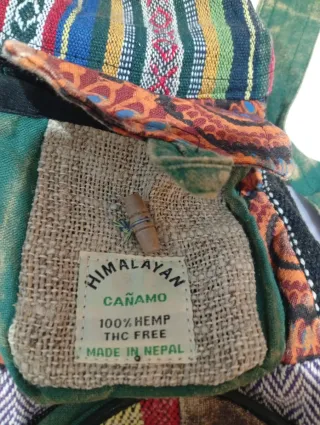 HIMALAYAN
CAÑAMO
100% HEMP
THC FREE
MADE IN NEPAL